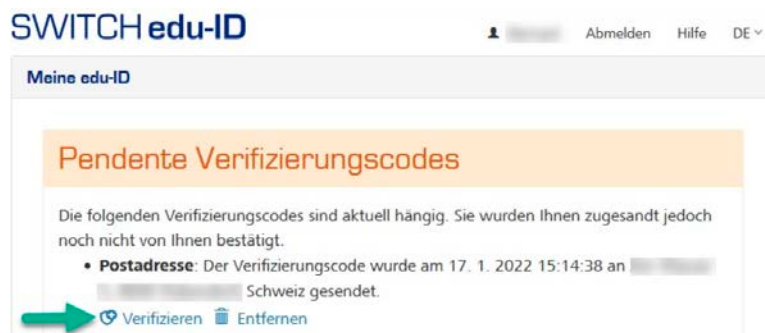 SWITCH edu-ID
Abmelden Hilfe DE
Meine edu-ID
Pendente Verifizierungscodes
Die folgenden Verifizierungscodes sind aktuell hängig. Sie wurden Ihnen zugesandt jedoch
noch nicht von Ihnen bestätigt.
• Postadresse: Der Verifizierungscode wurde am 17. 1. 2022 15:14:38 an
Schweiz gesendet.
Verifizieren Entfernen